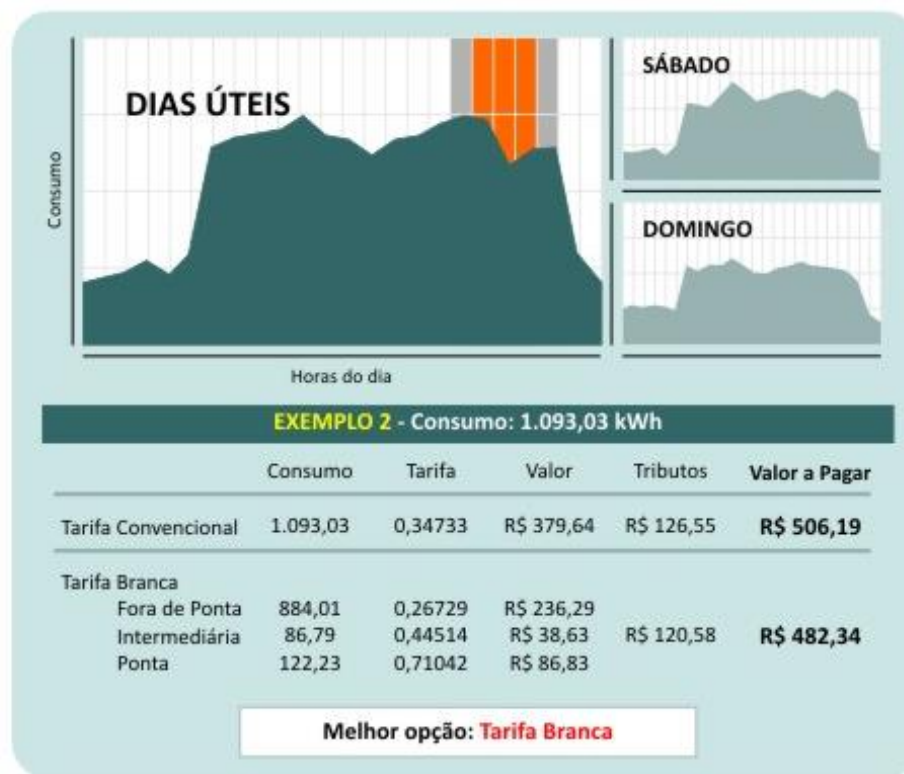 DIAS ÚTEIS
Consumo
Horas do dia
SÁBADO
DOMINGO
EXEMPLO 2 - Consumo: 1.093,03 kWh
Consumo Tarifa Valor Tributos Valor a Pagar
Tarifa Convencional 1.093,03 0,34733 R$ 379,64 R$ 126,55 R$ 506,19
Tarifa Branca
Fora de Ponta 884,01 0,26729 R$ 236,29
Intermediária 86,79 0,44514 R$ 38,63 R$ 120,58 R$ 482,34
Ponta 122,23 0,71042 R$ 86,83
Melhor opção: Tarifa Branca